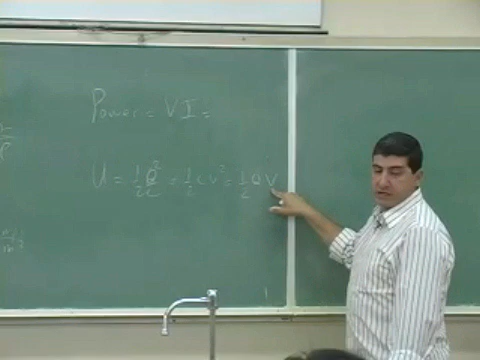 Power = VI =
U = 1/2 Q²/C = 1/2 CV² = 1/2 QV